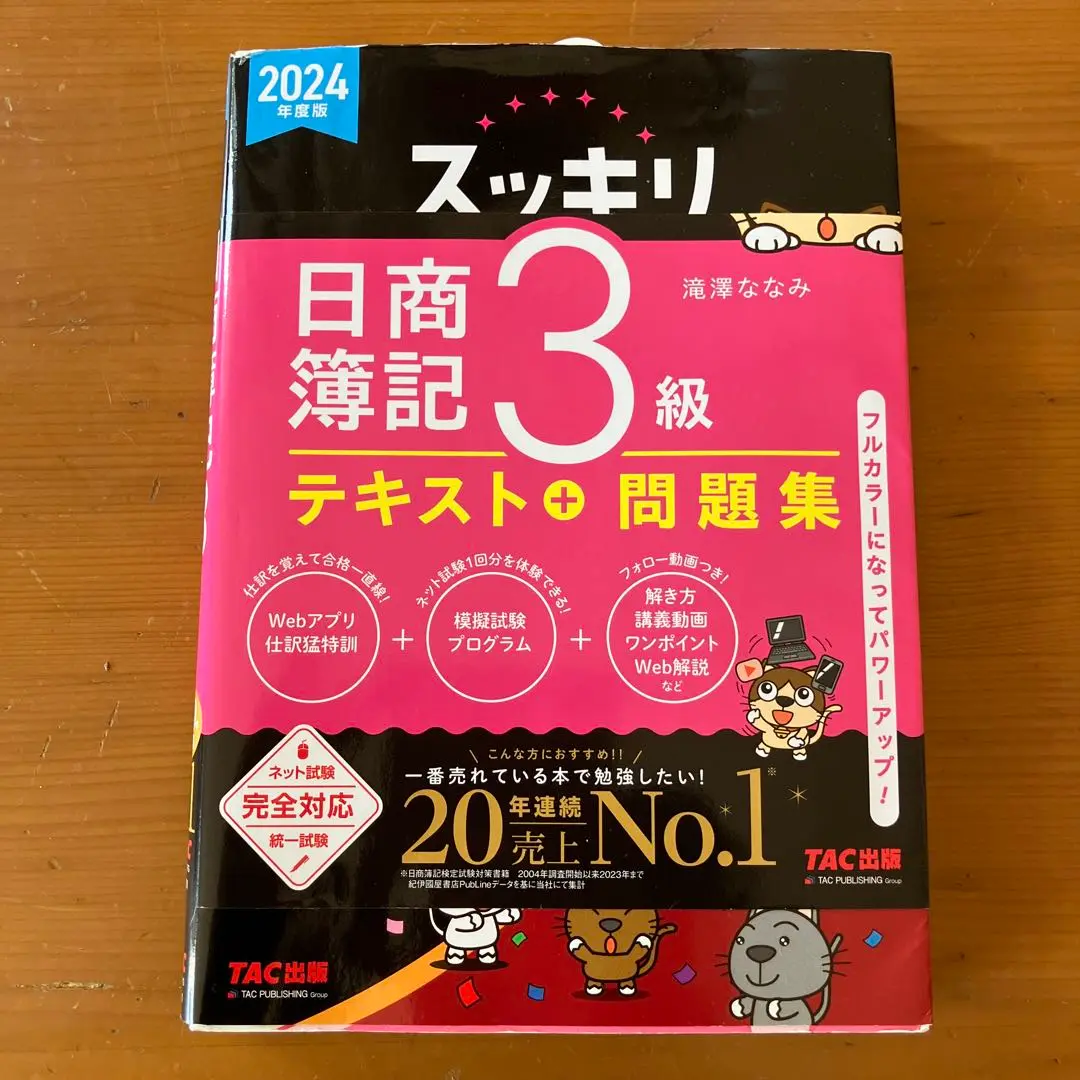 2024
年度版
スッキリ
日商
簿記
3
級
滝澤ななみ
テキスト+問題集
フルカラーになってパワーアップ!
仕訳を覚えて合格一直線!
Webアプリ
仕訳猛特訓
+
ネット試験1回分を体験できる!
模擬試験
プログラム
+
フォロー動画つき!
解き方
講義動画
ワンポイント
Web解説
など
ネット試験
完全対応
統一試験
こんな方におすすめ!!
一番売れている本で勉強したい!
20年連続売上No.1※
※日商簿記検定試験対策書籍 2004年調査開始以来2023年まで
紀伊國屋書店PubLineデータを基に当社にて集計
TAC出版
TAC PUBLISHING Group
TAC出版
TAC PUBLISHING Group